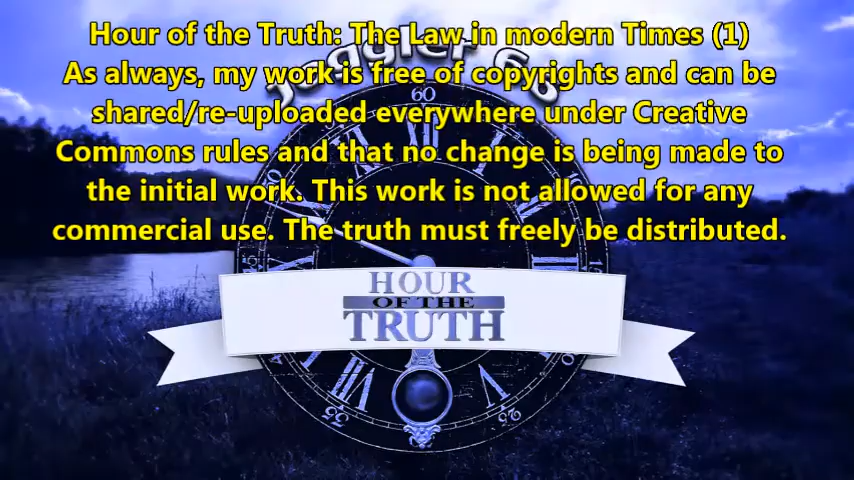 Hour of the Truth: The Law in modern Times (1)
As always, my work is free of copyrights and can be
shared/re-uploaded everywhere under Creative
Commons rules and that no change is being made to
the initial work. This work is not allowed for any
commercial use. The truth must freely be distributed.
60
HOUR
OF THE
TRUTH